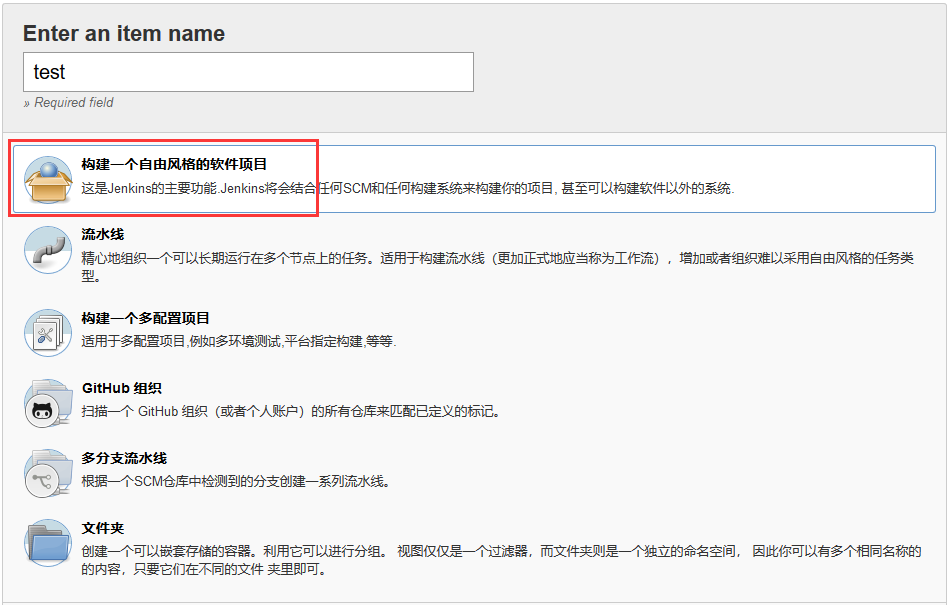 Enter an item name
test
» Required field
构建一个自由风格的软件项目
这是Jenkins的主要功能.Jenkins将会结合任何SCM和任何构建系统来构建你的项目, 甚至可以构建软件以外的系统.
流水线
精心地组织一个可以长期运行在多个节点上的任务。适用于构建流水线（更加正式地应当称为工作流），增加或者组织难以采用自由风格的任务类
型。
构建一个多配置项目
适用于多配置项目,例如多环境测试,平台指定构建,等等.
GitHub 组织
扫描一个 GitHub 组织（或者个人账户）的所有仓库来匹配已定义的标记。
多分支流水线
根据一个SCM仓库中检测到的分支创建一系列流水线。
文件夹
创建一个可以嵌套存储的容器。利用它可以进行分组。 视图仅仅是一个过滤器，而文件夹则是一个独立的命名空间， 因此你可以有多个相同名称的
的内容，只要它们在不同的文件 夹里即可。